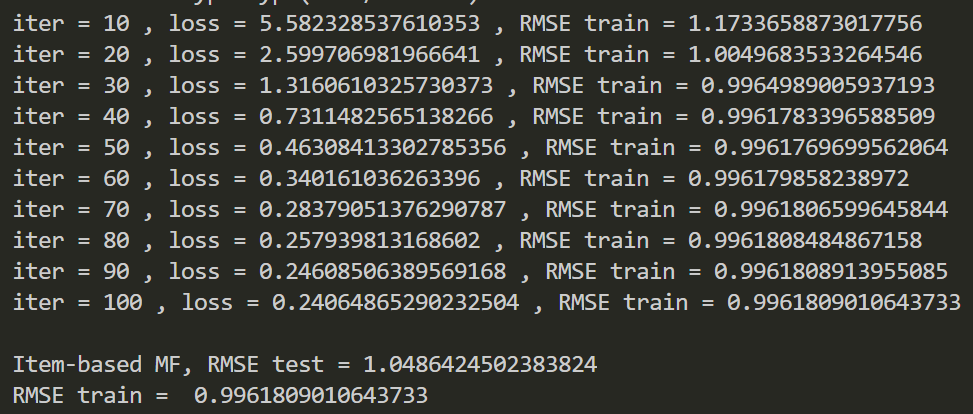 iter = 10 , loss = 5.582328537610353 , RMSE train = 1.1733658873017756
iter = 20 , loss = 2.599706981966641 , RMSE train = 1.0049683533264546
iter = 30 , loss = 1.3160610325730373 , RMSE train = 0.9964989005937193
iter = 40 , loss = 0.7311482565138266 , RMSE train = 0.9961783396588509
iter = 50 , loss = 0.46308413302785356 , RMSE train = 0.9961769699562064
iter = 60 , loss = 0.340161036263396 , RMSE train = 0.996179858238972
iter = 70 , loss = 0.28379051376290787 , RMSE train = 0.9961806599645844
iter = 80 , loss = 0.257939813168602 , RMSE train = 0.9961808484867158
iter = 90 , loss = 0.24608506389569168 , RMSE train = 0.9961808913955085
iter = 100 , loss = 0.24064865290232504 , RMSE train = 0.9961809010643733
Item-based MF, RMSE test = 1.0486424502383824
RMSE train =  0.9961809010643733